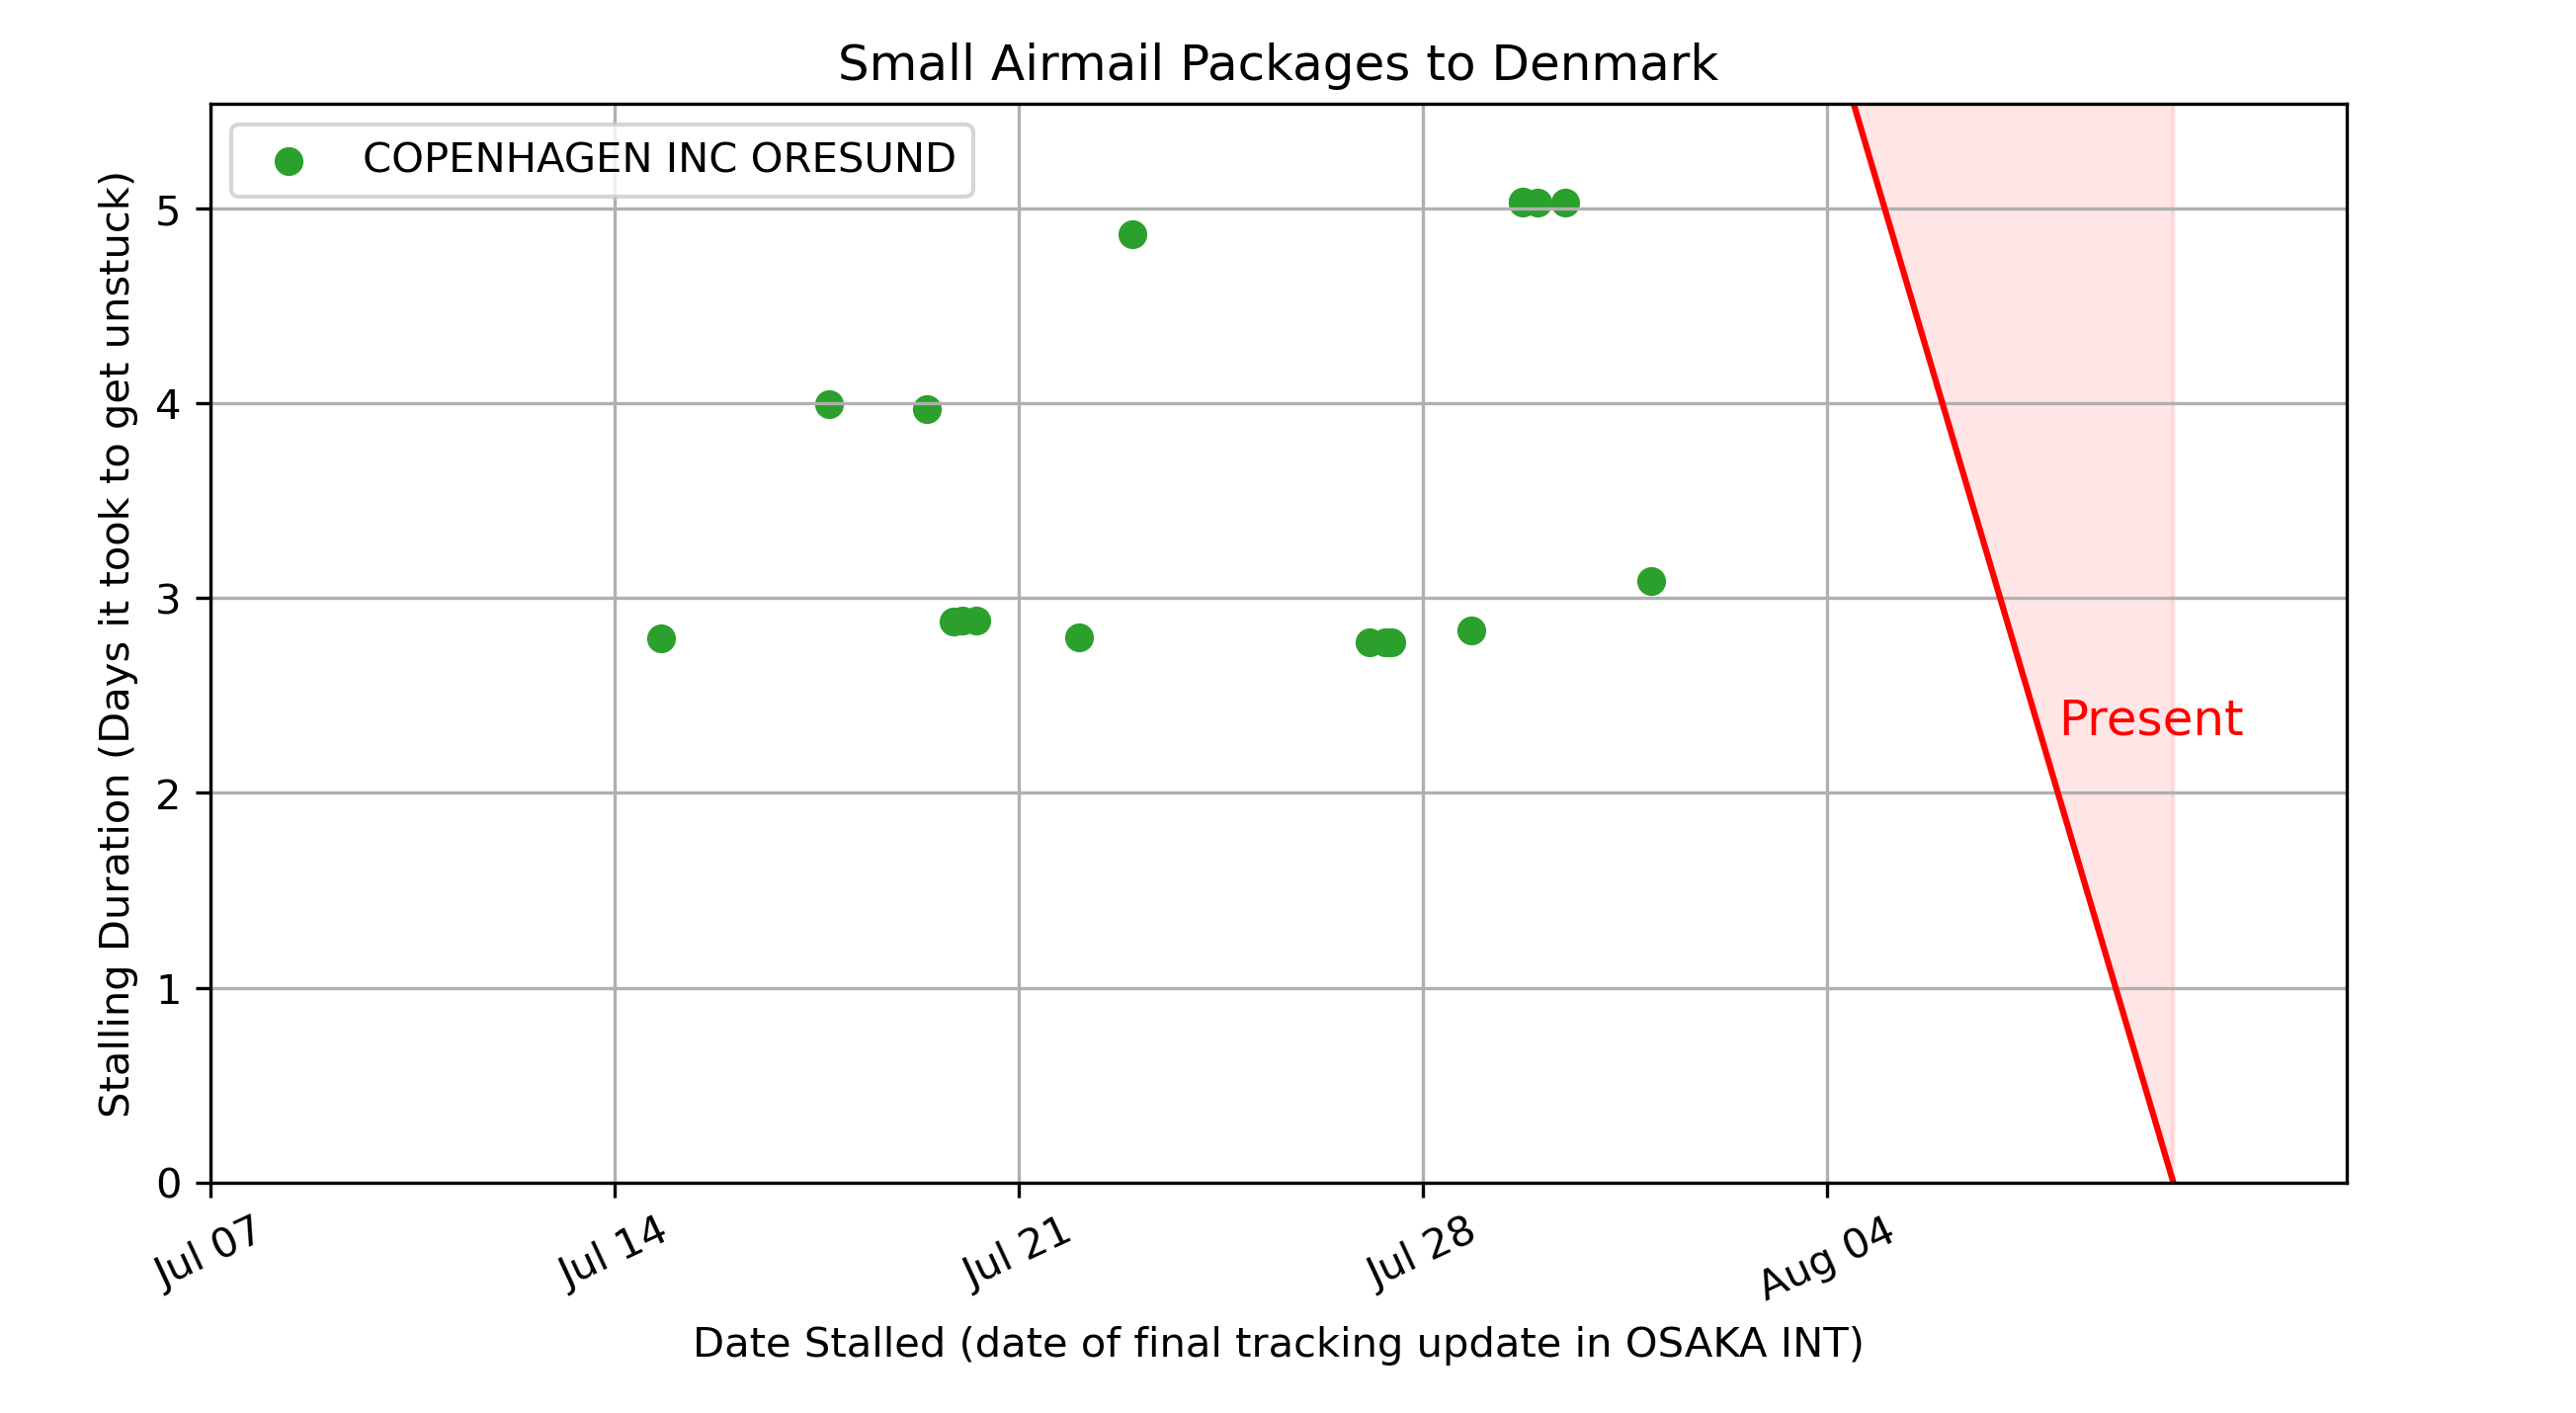 Small Airmail Packages to Denmark
COPENHAGEN INC ORESUND
Stalling Duration (Days it took to get unstuck)
5
4
3
2
1
0
Present
Jul 07
Jul 14
Jul 21
Jul 28
Aug 04
Date Stalled (date of final tracking update in OSAKA INT)